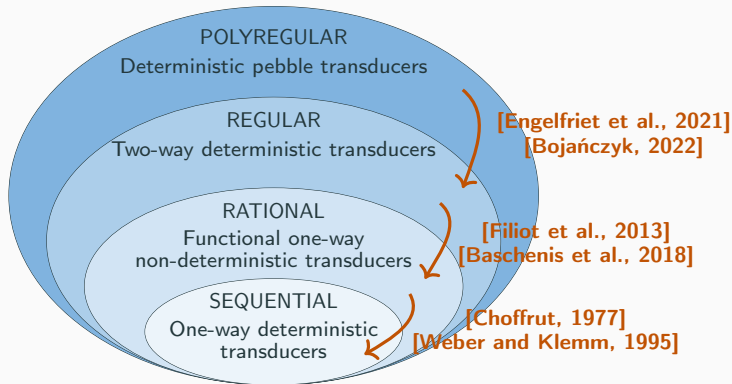 POLYREGULAR
Deterministic pebble transducers
REGULAR
Two-way deterministic transducers
[Engelfriet et al., 2021]
[Bojańczyk, 2022]
RATIONAL
Functional one-way
non-deterministic transducers
[Filiot et al., 2013]
[Baschenis et al., 2018]
SEQUENTIAL
One-way deterministic
transducers
[Choffrut, 1977]
[Weber and Klemm, 1995]